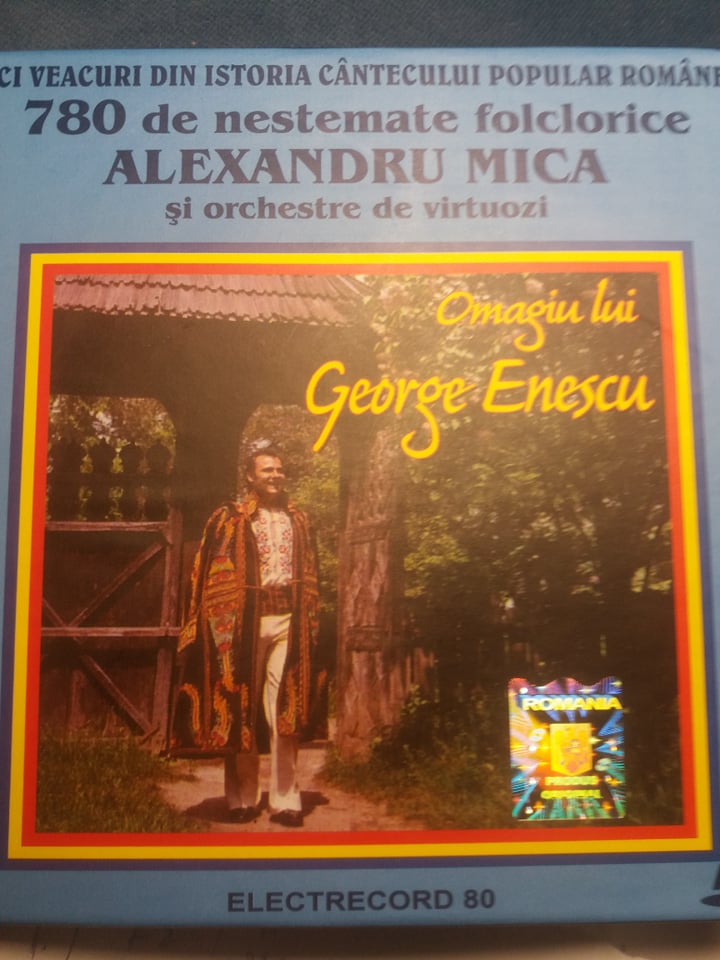 CI VEACURI DIN ISTORIA CÂNTECULUI POPULAR ROMÂNE
780 de nestemate folclorice
ALEXANDRU MICA
şi orchestre de virtuozi
Omagiu lui
George Enescu
ROMANIA
PRODUS
ORIGINAL
ELECTRECORD 80